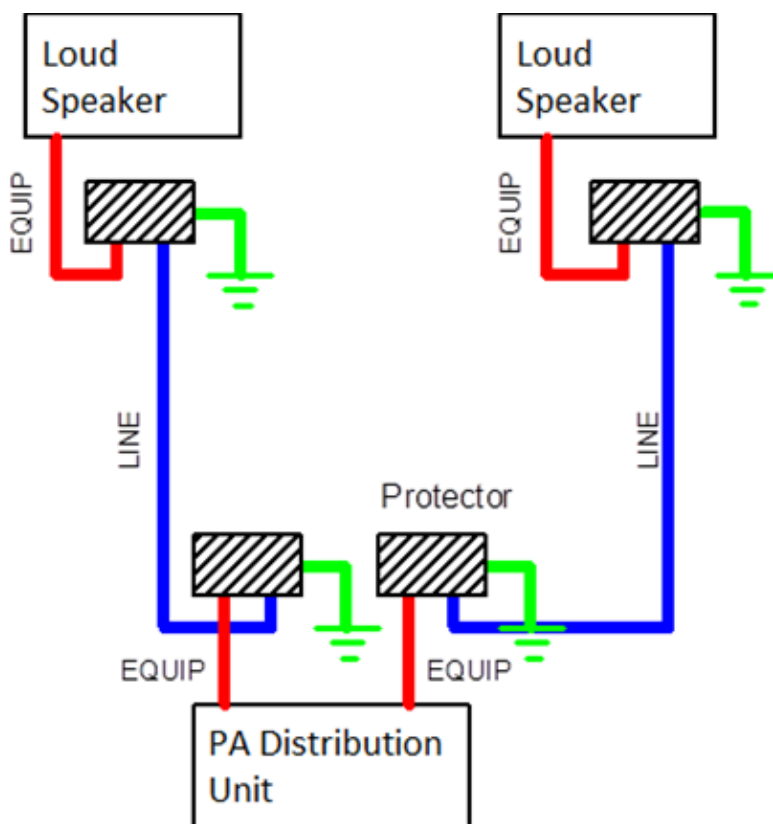 Loud
Speaker
Loud
Speaker
EQUIP
EQUIP
LINE
LINE
Protector
EQUIP
EQUIP
PA Distribution
Unit